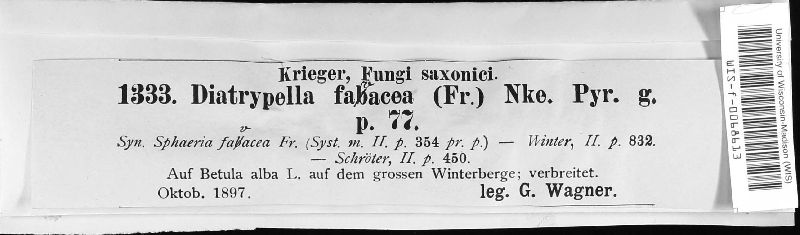 Krieger, Fungi saxonici.
1333. Diatrypella fabacea (Fr.) Nke. Pyr. g.
p. 77.
Syn. Sphaeria fabacea Fr. (Syst. m. II. p. 354 pr. p.) — Winter, II. p. 832.
— Schröter, II. p. 450.
Auf Betula alba L. auf dem grossen Winterberge; verbreitet.
Oktob. 1897. leg. G. Wagner.
University of Wisconsin-Madison (WIS)